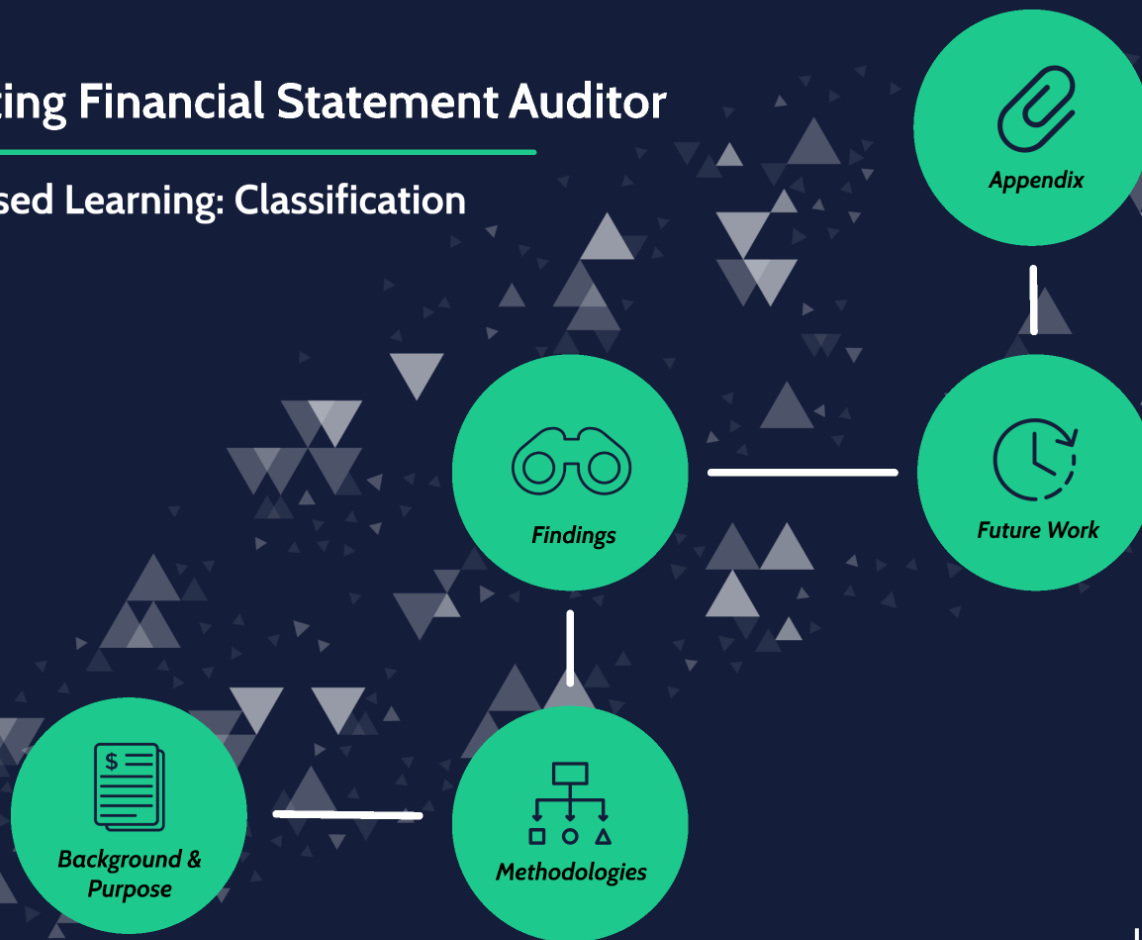 ting Financial Statement Auditor
sed Learning: Classification
Appendix
Findings
Future Work
$
Background &
Purpose
Methodologies